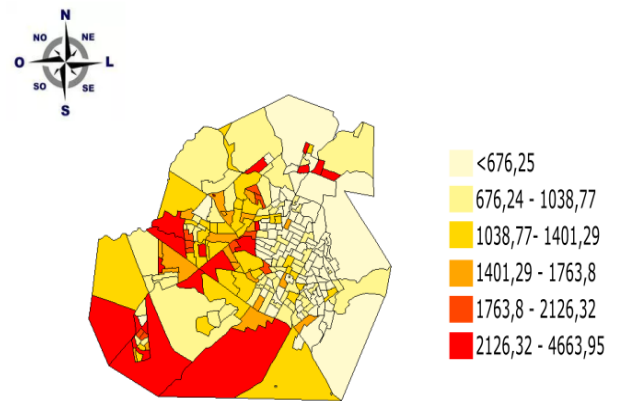 N
NO
NE
O
L
SO
SE
S
<676,25
676,24 - 1038,77
1038,77- 1401,29
1401,29 - 1763,8
1763,8 - 2126,32
2126,32 - 4663,95